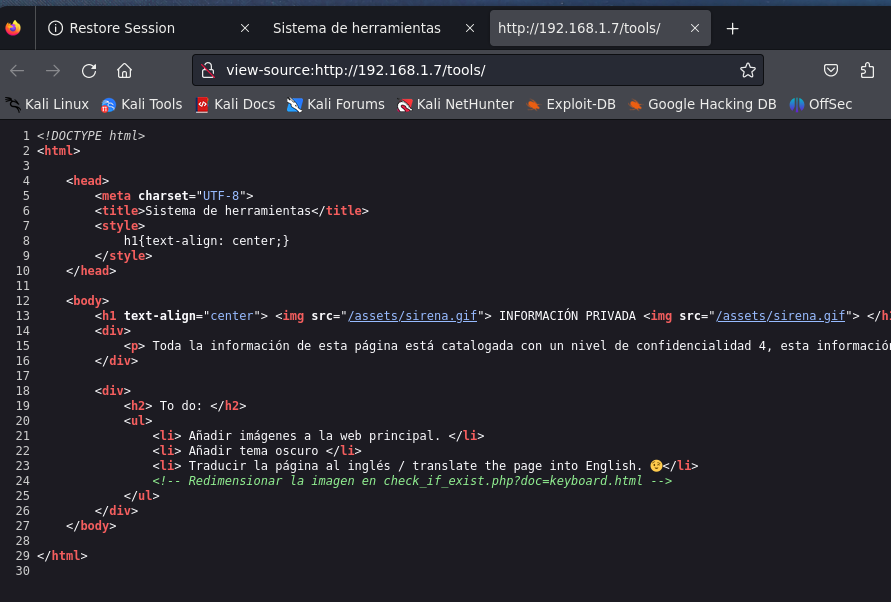 Restore Session
Sistema de herramientas
http://192.168.1.7/tools/
view-source:http://192.168.1.7/tools/
Kali Linux Kali Tools Kali Docs Kali Forums Kali NetHunter Exploit-DB Google Hacking DB OffSec
1 <!DOCTYPE html>
2 <html>
3
4 <head>
5 <meta charset="UTF-8">
6 <title>Sistema de herramientas</title>
7 <style>
8 h1{text-align: center;}
9 </style>
10 </head>
11
12 <body>
13 <h1 text-align="center"> <img src="/assets/sirena.gif"> INFORMACIÓN PRIVADA <img src="/assets/sirena.gif"> </h1
14 <div>
15 <p> Toda la información de esta página está catalogada con un nivel de confidencialidad 4, esta información
16 </div>
17
18 <div>
19 <h2> To do: </h2>
20 <ul>
21 <li> Añadir imágenes a la web principal. </li>
22 <li> Añadir tema oscuro </li>
23 <li> Traducir la página al inglés / translate the page into English. 😉</li>
24 <!-- Redimensionar la imagen en check_if_exist.php?doc=keyboard.html -->
25 </ul>
26 </div>
27 </body>
28
29 </html>
30